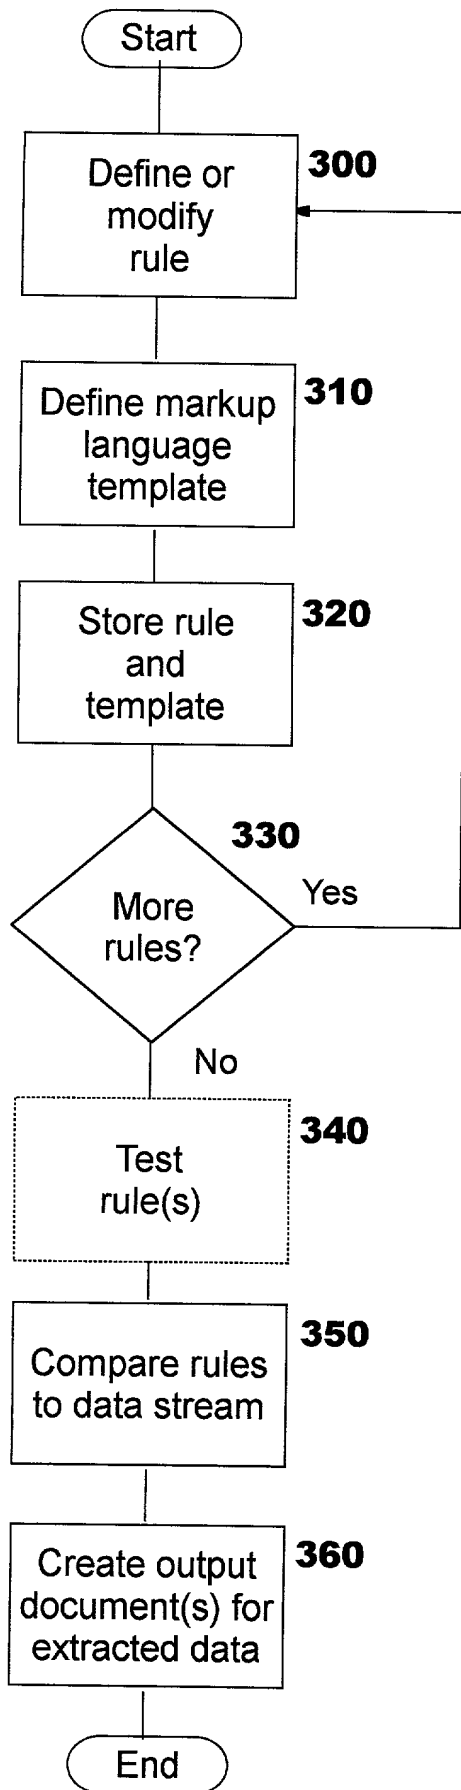 Start
300
Define or
modify
rule
310
Define markup
language
template
320
Store rule
and
template
330
More
rules?
Yes
No
340
Test
rule(s)
350
Compare rules
to data stream
360
Create output
document(s) for
extracted data
End